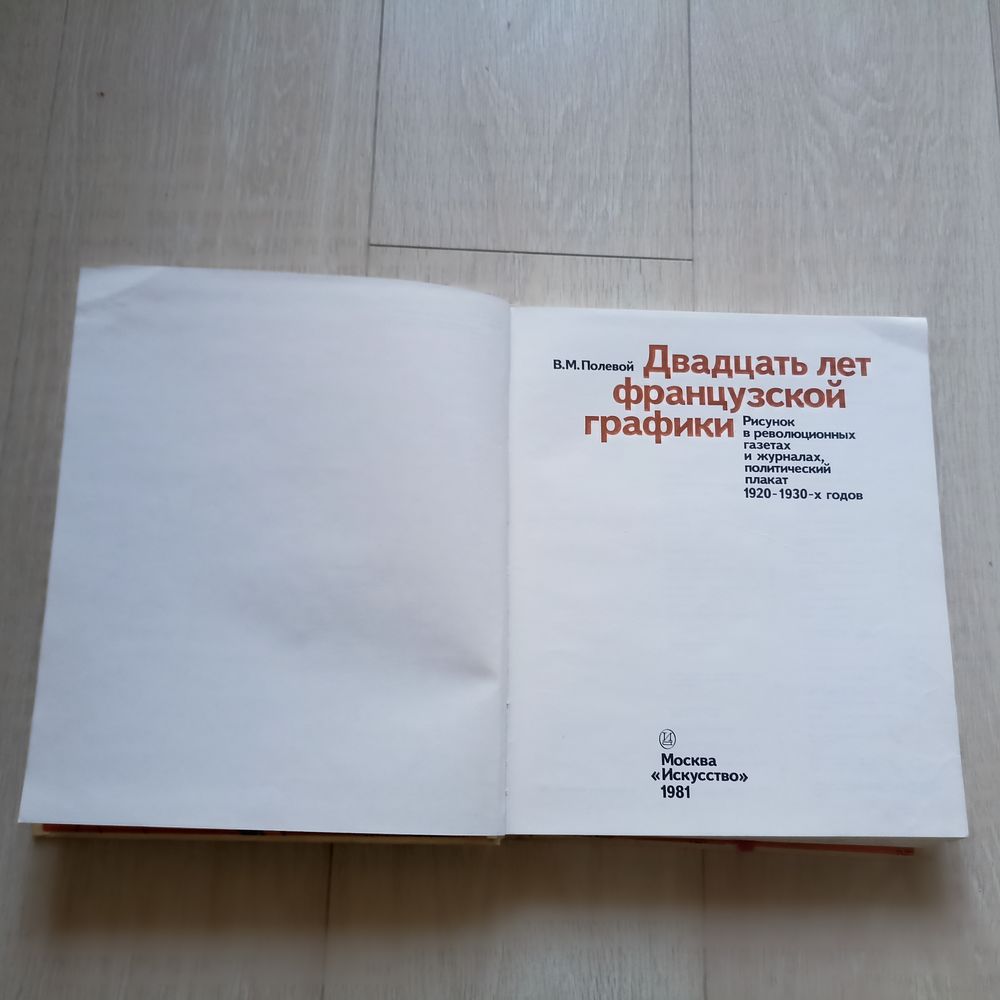 В.М.Полевой Двадцать лет
французской
графики
Рисунок
в революционных
газетах
и журналах,
политический
плакат
1920-1930-х годов
Москва
«Искусство»
1981